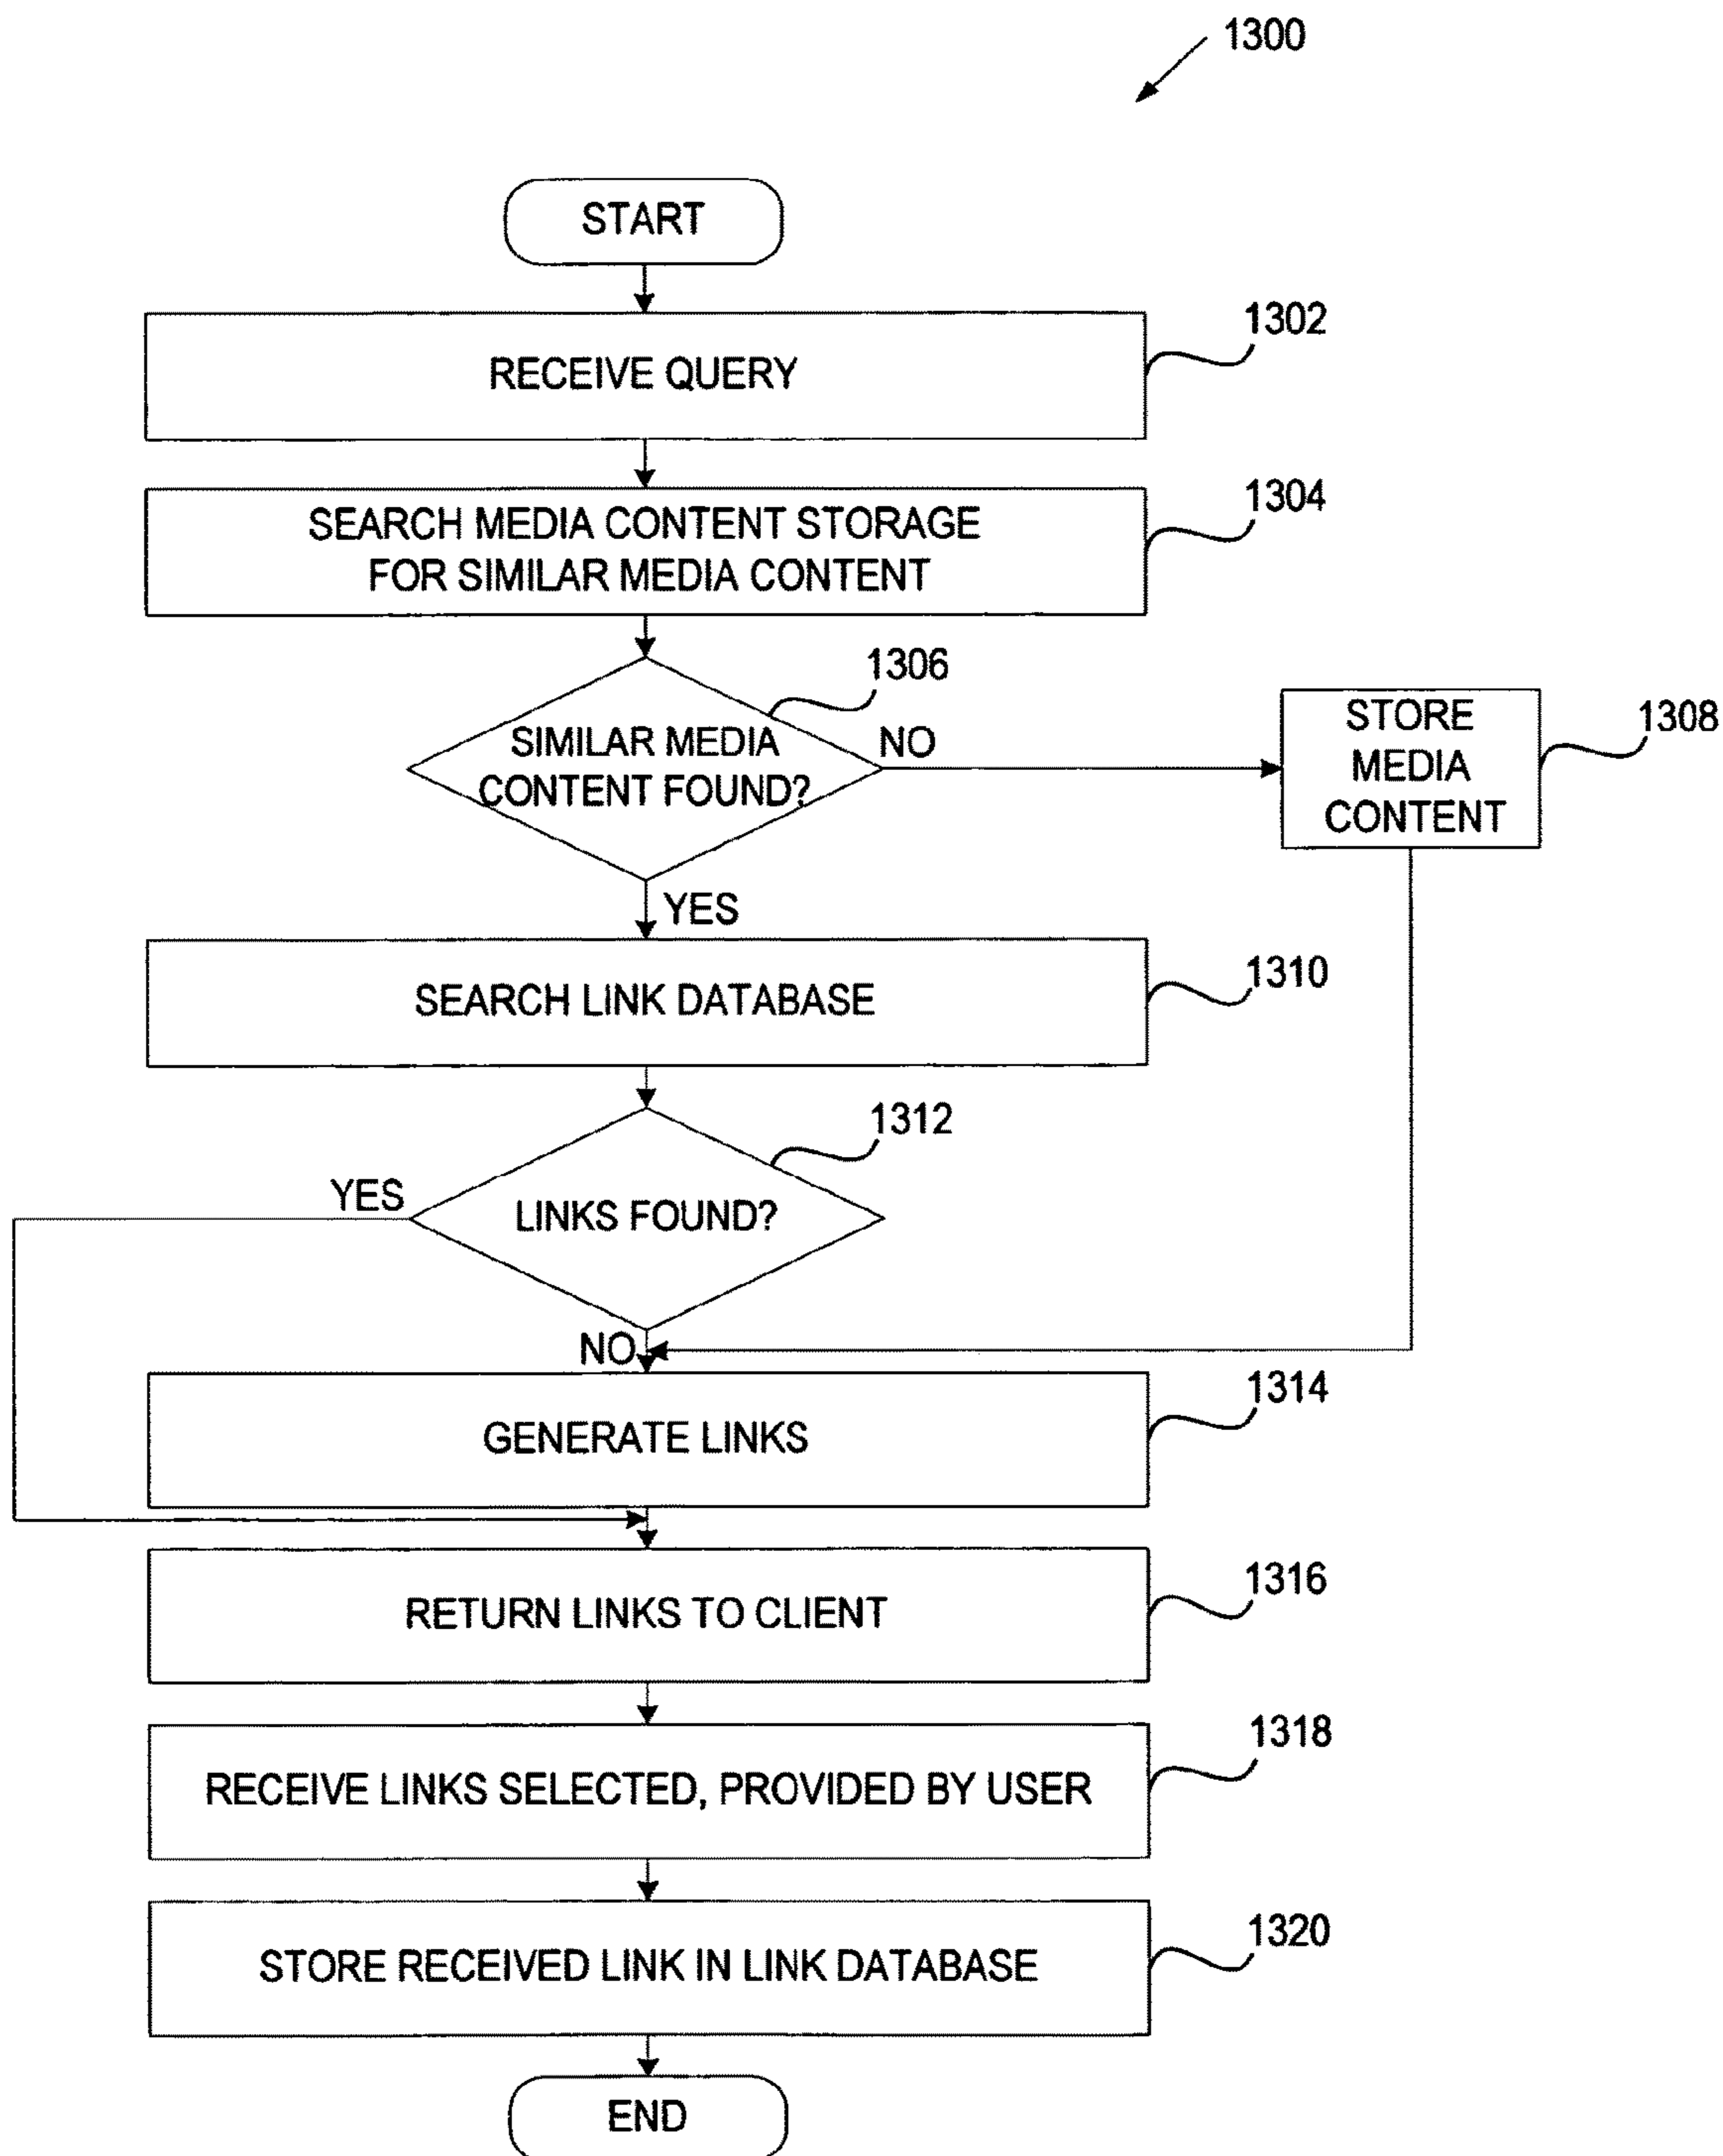 1300
START
1302
RECEIVE QUERY
1304
SEARCH MEDIA CONTENT STORAGE
FOR SIMILAR MEDIA CONTENT
1306
SIMILAR MEDIA
CONTENT FOUND?
NO
STORE
MEDIA
CONTENT
1308
YES
SEARCH LINK DATABASE
1310
1312
YES
LINKS FOUND?
NO
1314
GENERATE LINKS
1316
RETURN LINKS TO CLIENT
1318
RECEIVE LINKS SELECTED, PROVIDED BY USER
1320
STORE RECEIVED LINK IN LINK DATABASE
END